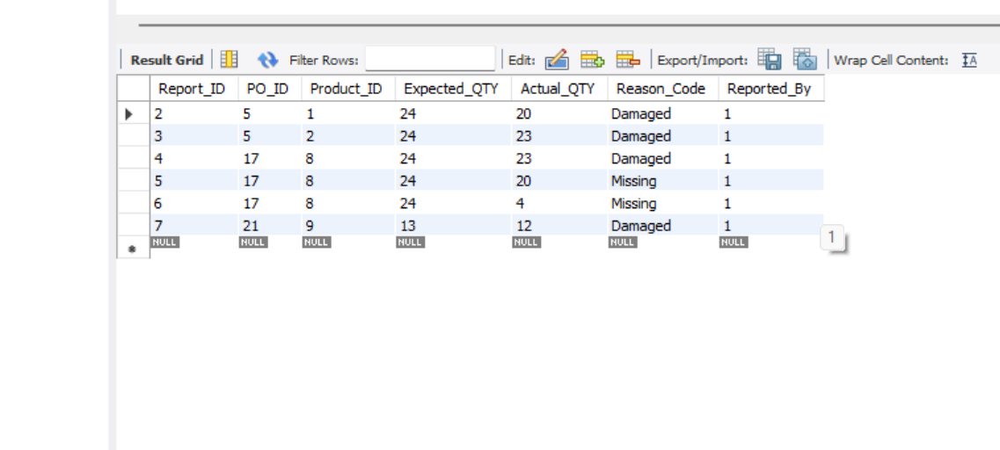 Result Grid Filter Rows: Edit: Export/Import: Wrap Cell Content: IA
Report_ID PO_ID Product_ID Expected_QTY Actual_QTY Reason_Code Reported_By
2 5 1 24 20 Damaged 1
3 5 2 24 23 Damaged 1
4 17 8 24 23 Damaged 1
5 17 8 24 20 Missing 1
6 17 8 24 4 Missing 1
7 21 9 13 12 Damaged 1
NULL NULL NULL NULL NULL NULL NULL
1